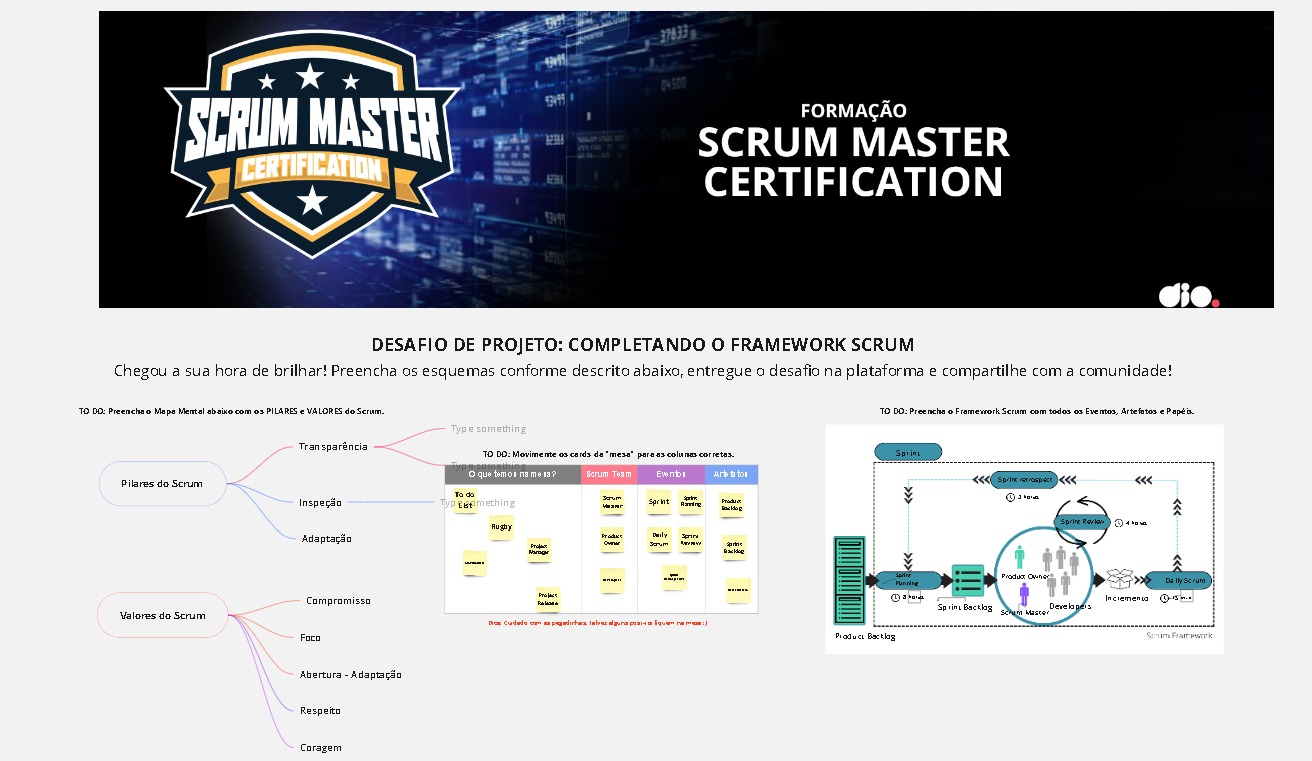 SCRUM MASTER
CERTIFICATION
FORMAÇÃO
SCRUM MASTER
CERTIFICATION
dio.
DESAFIO DE PROJETO: COMPLETANDO O FRAMEWORK SCRUM
Chegou a sua hora de brilhar! Preencha os esquemas conforme descrito abaixo, entregue o desafio na plataforma e compartilhe com a comunidade!
TO DO: Preencha o Mapa Mental abaixo com os PILARES e VALORES do Scrum.
Pilares do Scrum
Transparência
Type something
Type something
Inspeção
Type something
Adaptação
Valores do Scrum
Compromisso
Foco
Abertura - Adaptação
Respeito
Coragem
TO DO: Movimente os cards da "mesa" para as colunas corretas.
O que temos na mesa?
Scrum Team
Eventos
Artefatos
To do
List
Rugby
Project
Manager
Project
Release
Scrum
Master
Product
Owner
Sprint
Sprint
Planning
Daily
Scrum
Sprint
Review
Product
Backlog
Sprint
Backlog
Dica: Cuidado com as pegadinhas, talvez alguns post-its fiquem na mesa ;)
TO DO: Preencha o Framework Scrum com todos os Eventos, Artefatos e Papéis.
Sprint
Sprint retrospect
3 horas
Sprint Review
4 horas
Sprint
Planning
8 horas
Product Owner
Scrum Master
Developers
Sprint Backlog
Incremento
Daily Scrum
Product Backlog
Scrum Framework